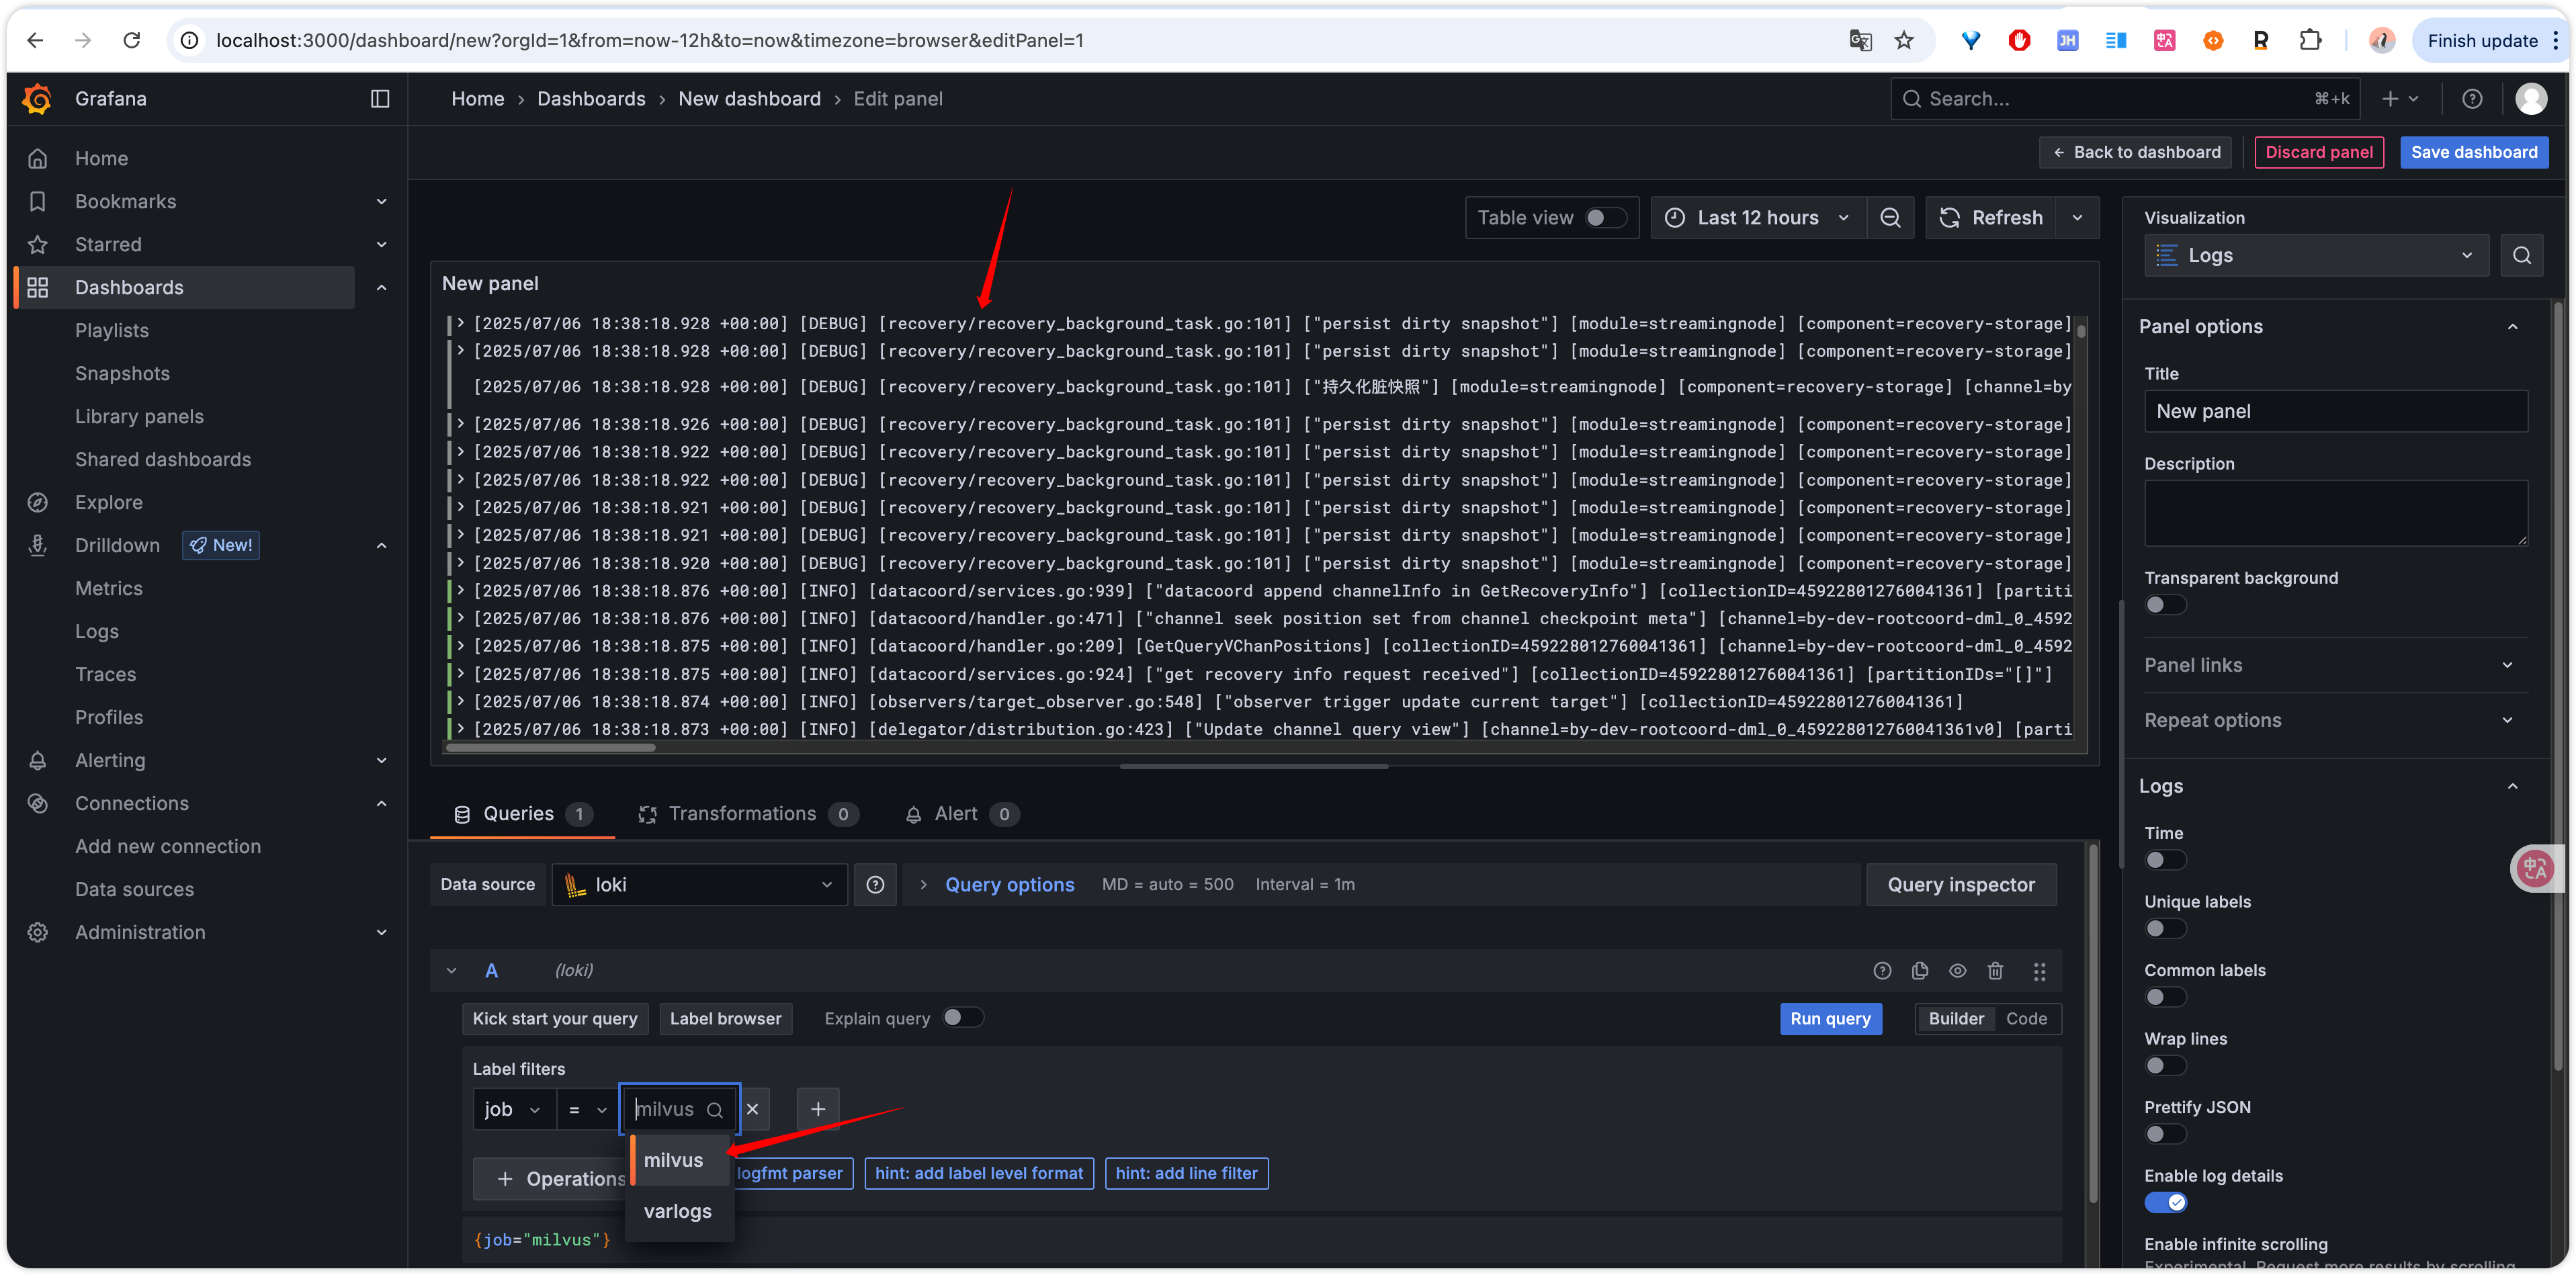 localhost:3000/dashboard/new?orgId=1&from=now-12h&to=now&timezone=browser&editPanel=1
Finish update
Grafana
Home › Dashboards › New dashboard › Edit panel
Search...
⌘+k
Back to dashboard
Discard panel
Save dashboard
Home
Bookmarks
Starred
Dashboards
Playlists
Snapshots
Library panels
Shared dashboards
Explore
Drilldown
New!
Metrics
Logs
Traces
Profiles
Alerting
Connections
Add new connection
Data sources
Administration
Table view
Last 12 hours
Refresh
New panel
[2025/07/06 18:38:18.928 +00:00] [DEBUG] [recovery/recovery_background_task.go:101] ["persist dirty snapshot"] [module=streamingnode] [component=recovery-storage]
[2025/07/06 18:38:18.928 +00:00] [DEBUG] [recovery/recovery_background_task.go:101] ["persist dirty snapshot"] [module=streamingnode] [component=recovery-storage]
[2025/07/06 18:38:18.928 +00:00] [DEBUG] [recovery/recovery_background_task.go:101] ["持久化脏快照"] [module=streamingnode] [component=recovery-storage] [channel=by
[2025/07/06 18:38:18.926 +00:00] [DEBUG] [recovery/recovery_background_task.go:101] ["persist dirty snapshot"] [module=streamingnode] [component=recovery-storage]
[2025/07/06 18:38:18.922 +00:00] [DEBUG] [recovery/recovery_background_task.go:101] ["persist dirty snapshot"] [module=streamingnode] [component=recovery-storage]
[2025/07/06 18:38:18.922 +00:00] [DEBUG] [recovery/recovery_background_task.go:101] ["persist dirty snapshot"] [module=streamingnode] [component=recovery-storage]
[2025/07/06 18:38:18.921 +00:00] [DEBUG] [recovery/recovery_background_task.go:101] ["persist dirty snapshot"] [module=streamingnode] [component=recovery-storage]
[2025/07/06 18:38:18.921 +00:00] [DEBUG] [recovery/recovery_background_task.go:101] ["persist dirty snapshot"] [module=streamingnode] [component=recovery-storage]
[2025/07/06 18:38:18.920 +00:00] [DEBUG] [recovery/recovery_background_task.go:101] ["persist dirty snapshot"] [module=streamingnode] [component=recovery-storage]
[2025/07/06 18:38:18.876 +00:00] [INFO] [datacoord/services.go:939] ["datacoord append channelInfo in GetRecoveryInfo"] [collectionID=459228012760041361] [partiti
[2025/07/06 18:38:18.876 +00:00] [INFO] [datacoord/handler.go:471] ["channel seek position set from channel checkpoint meta"] [channel=by-dev-rootcoord-dml_0_4592
[2025/07/06 18:38:18.875 +00:00] [INFO] [datacoord/handler.go:209] [GetQueryVChanPositions] [collectionID=459228012760041361] [channel=by-dev-rootcoord-dml_0_4592
[2025/07/06 18:38:18.875 +00:00] [INFO] [datacoord/services.go:924] ["get recovery info request received"] [collectionID=459228012760041361] [partitionIDs="[]"]
[2025/07/06 18:38:18.874 +00:00] [INFO] [observers/target_observer.go:548] ["observer trigger update current target"] [collectionID=459228012760041361]
[2025/07/06 18:38:18.873 +00:00] [INFO] [delegator/distribution.go:423] ["Update channel query view"] [channel=by-dev-rootcoord-dml_0_459228012760041361v0] [parti
Queries 1
Transformations 0
Alert 0
Data source
loki
Query options
MD = auto = 500
Interval = 1m
Query inspector
A
(loki)
Kick start your query
Label browser
Explain query
Run query
Builder
Code
Label filters
job
=
milvus
milvus
varlogs
+ Operations
logfmt parser
hint: add label level format
hint: add line filter
{job="milvus"}
Visualization
Logs
Panel options
Title
New panel
Description
Transparent background
Panel links
Repeat options
Logs
Time
Unique labels
Common labels
Wrap lines
Prettify JSON
Enable log details
Enable infinite scrolling
Experimental. Request more results by scrolling